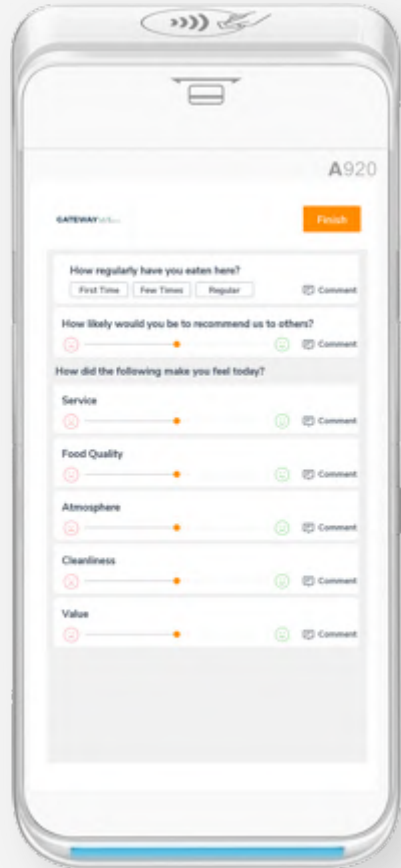 A920
GATEWAY
Finish
How regularly have you eaten here?
First Time Few Times Regular Comment
How likely would you be to recommend us to others?
Comment
How did the following make you feel today?
Service
Comment
Food Quality
Comment
Atmosphere
Comment
Cleanliness
Comment
Value
Comment